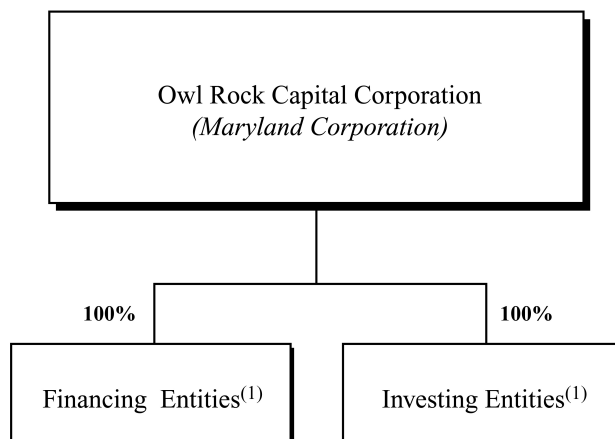 Owl Rock Capital Corporation
(Maryland Corporation)
100%
100%
Financing Entities(1)
Investing Entities(1)